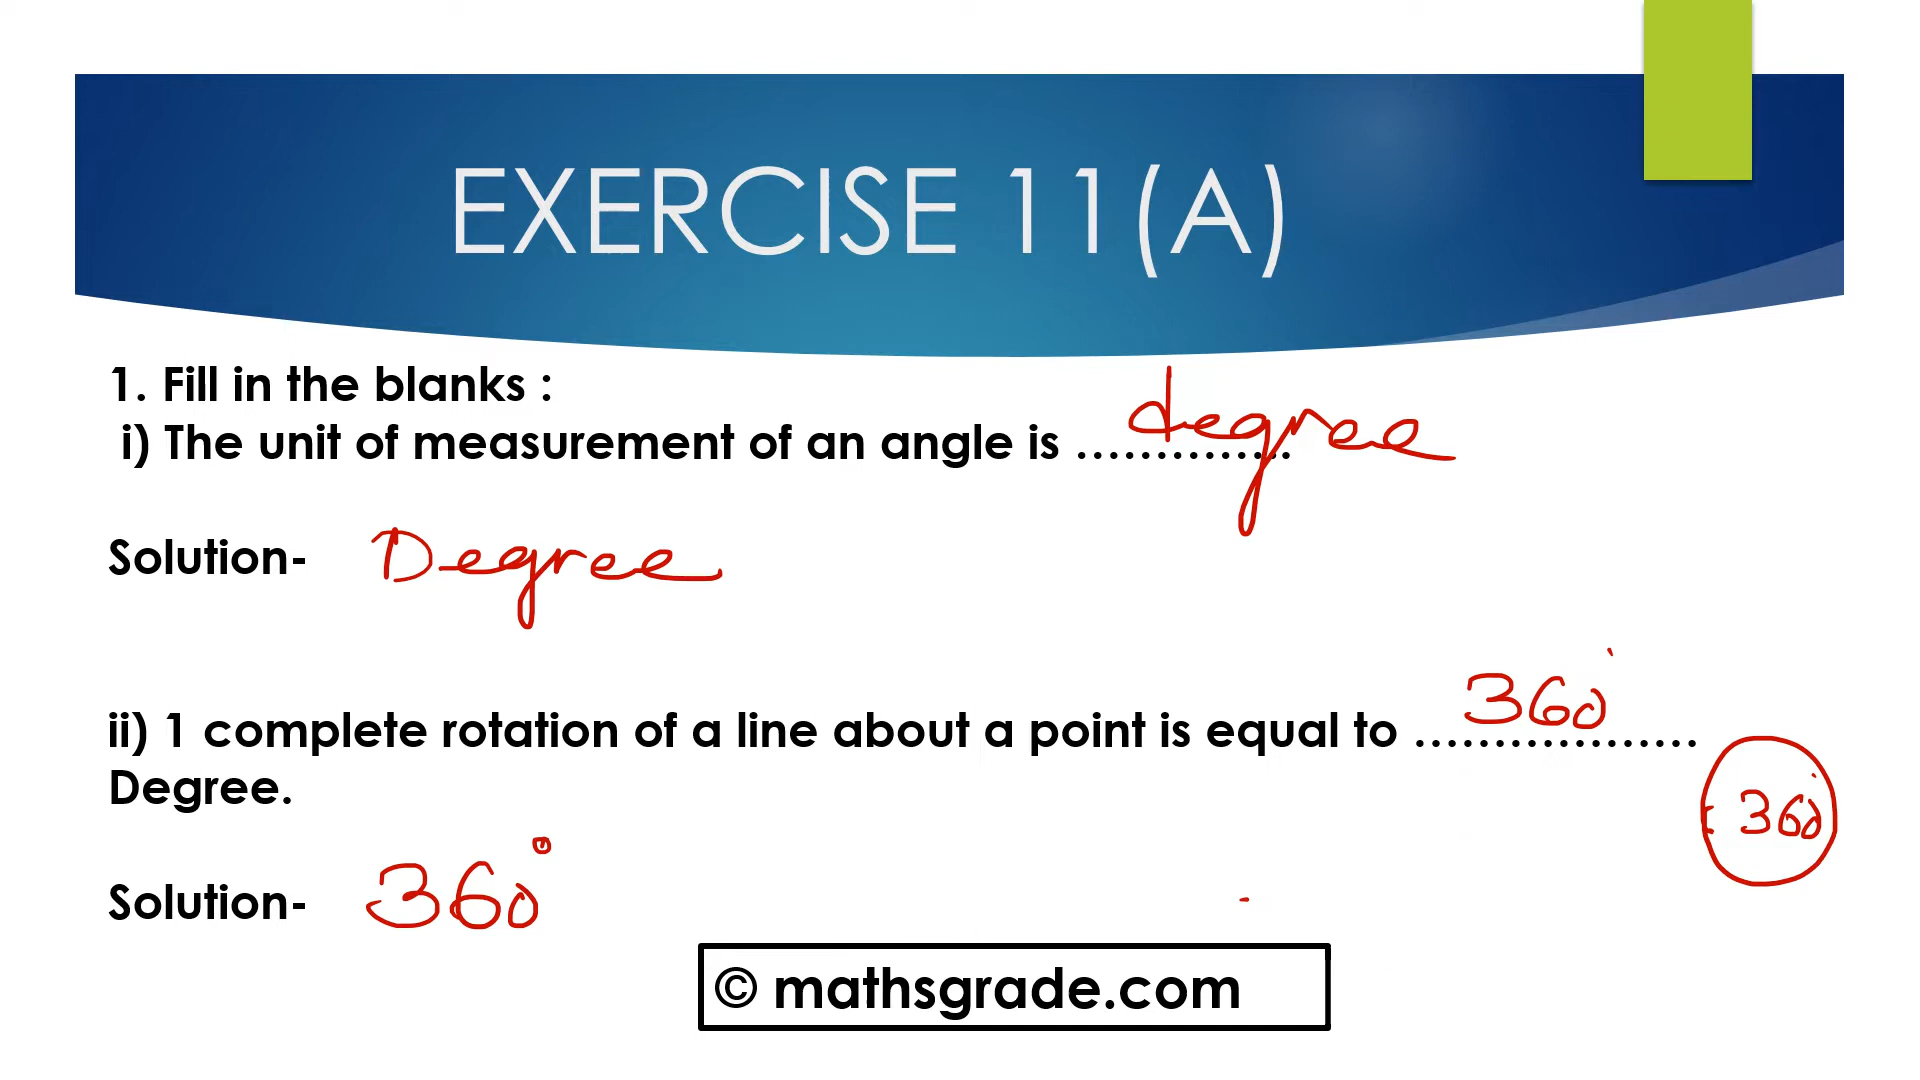 EXERCISE 11(A)
1. Fill in the blanks :
i) The unit of measurement of an angle is .............. degree
Solution- Degree
ii) 1 complete rotation of a line about a point is equal to .................. 360°
Degree.
= 360°
Solution- 360°
© mathsgrade.com